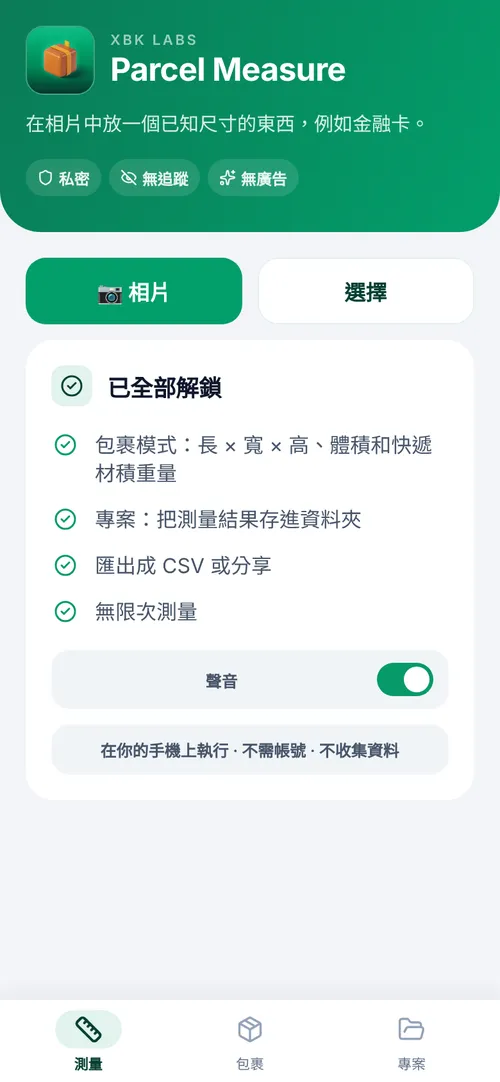 XBK LABS
Parcel Measure
在相片中放一個已知尺寸的東西，例如金融卡。
私密
無追蹤
無廣告
相片
選擇
已全部解鎖
包裹模式：長 × 寬 × 高、體積和快遞
材積重量
專案：把測量結果存進資料夾
匯出成 CSV 或分享
無限次測量
聲音
在你的手機上執行 · 不需帳號 · 不收集資料
測量
包裹
專案